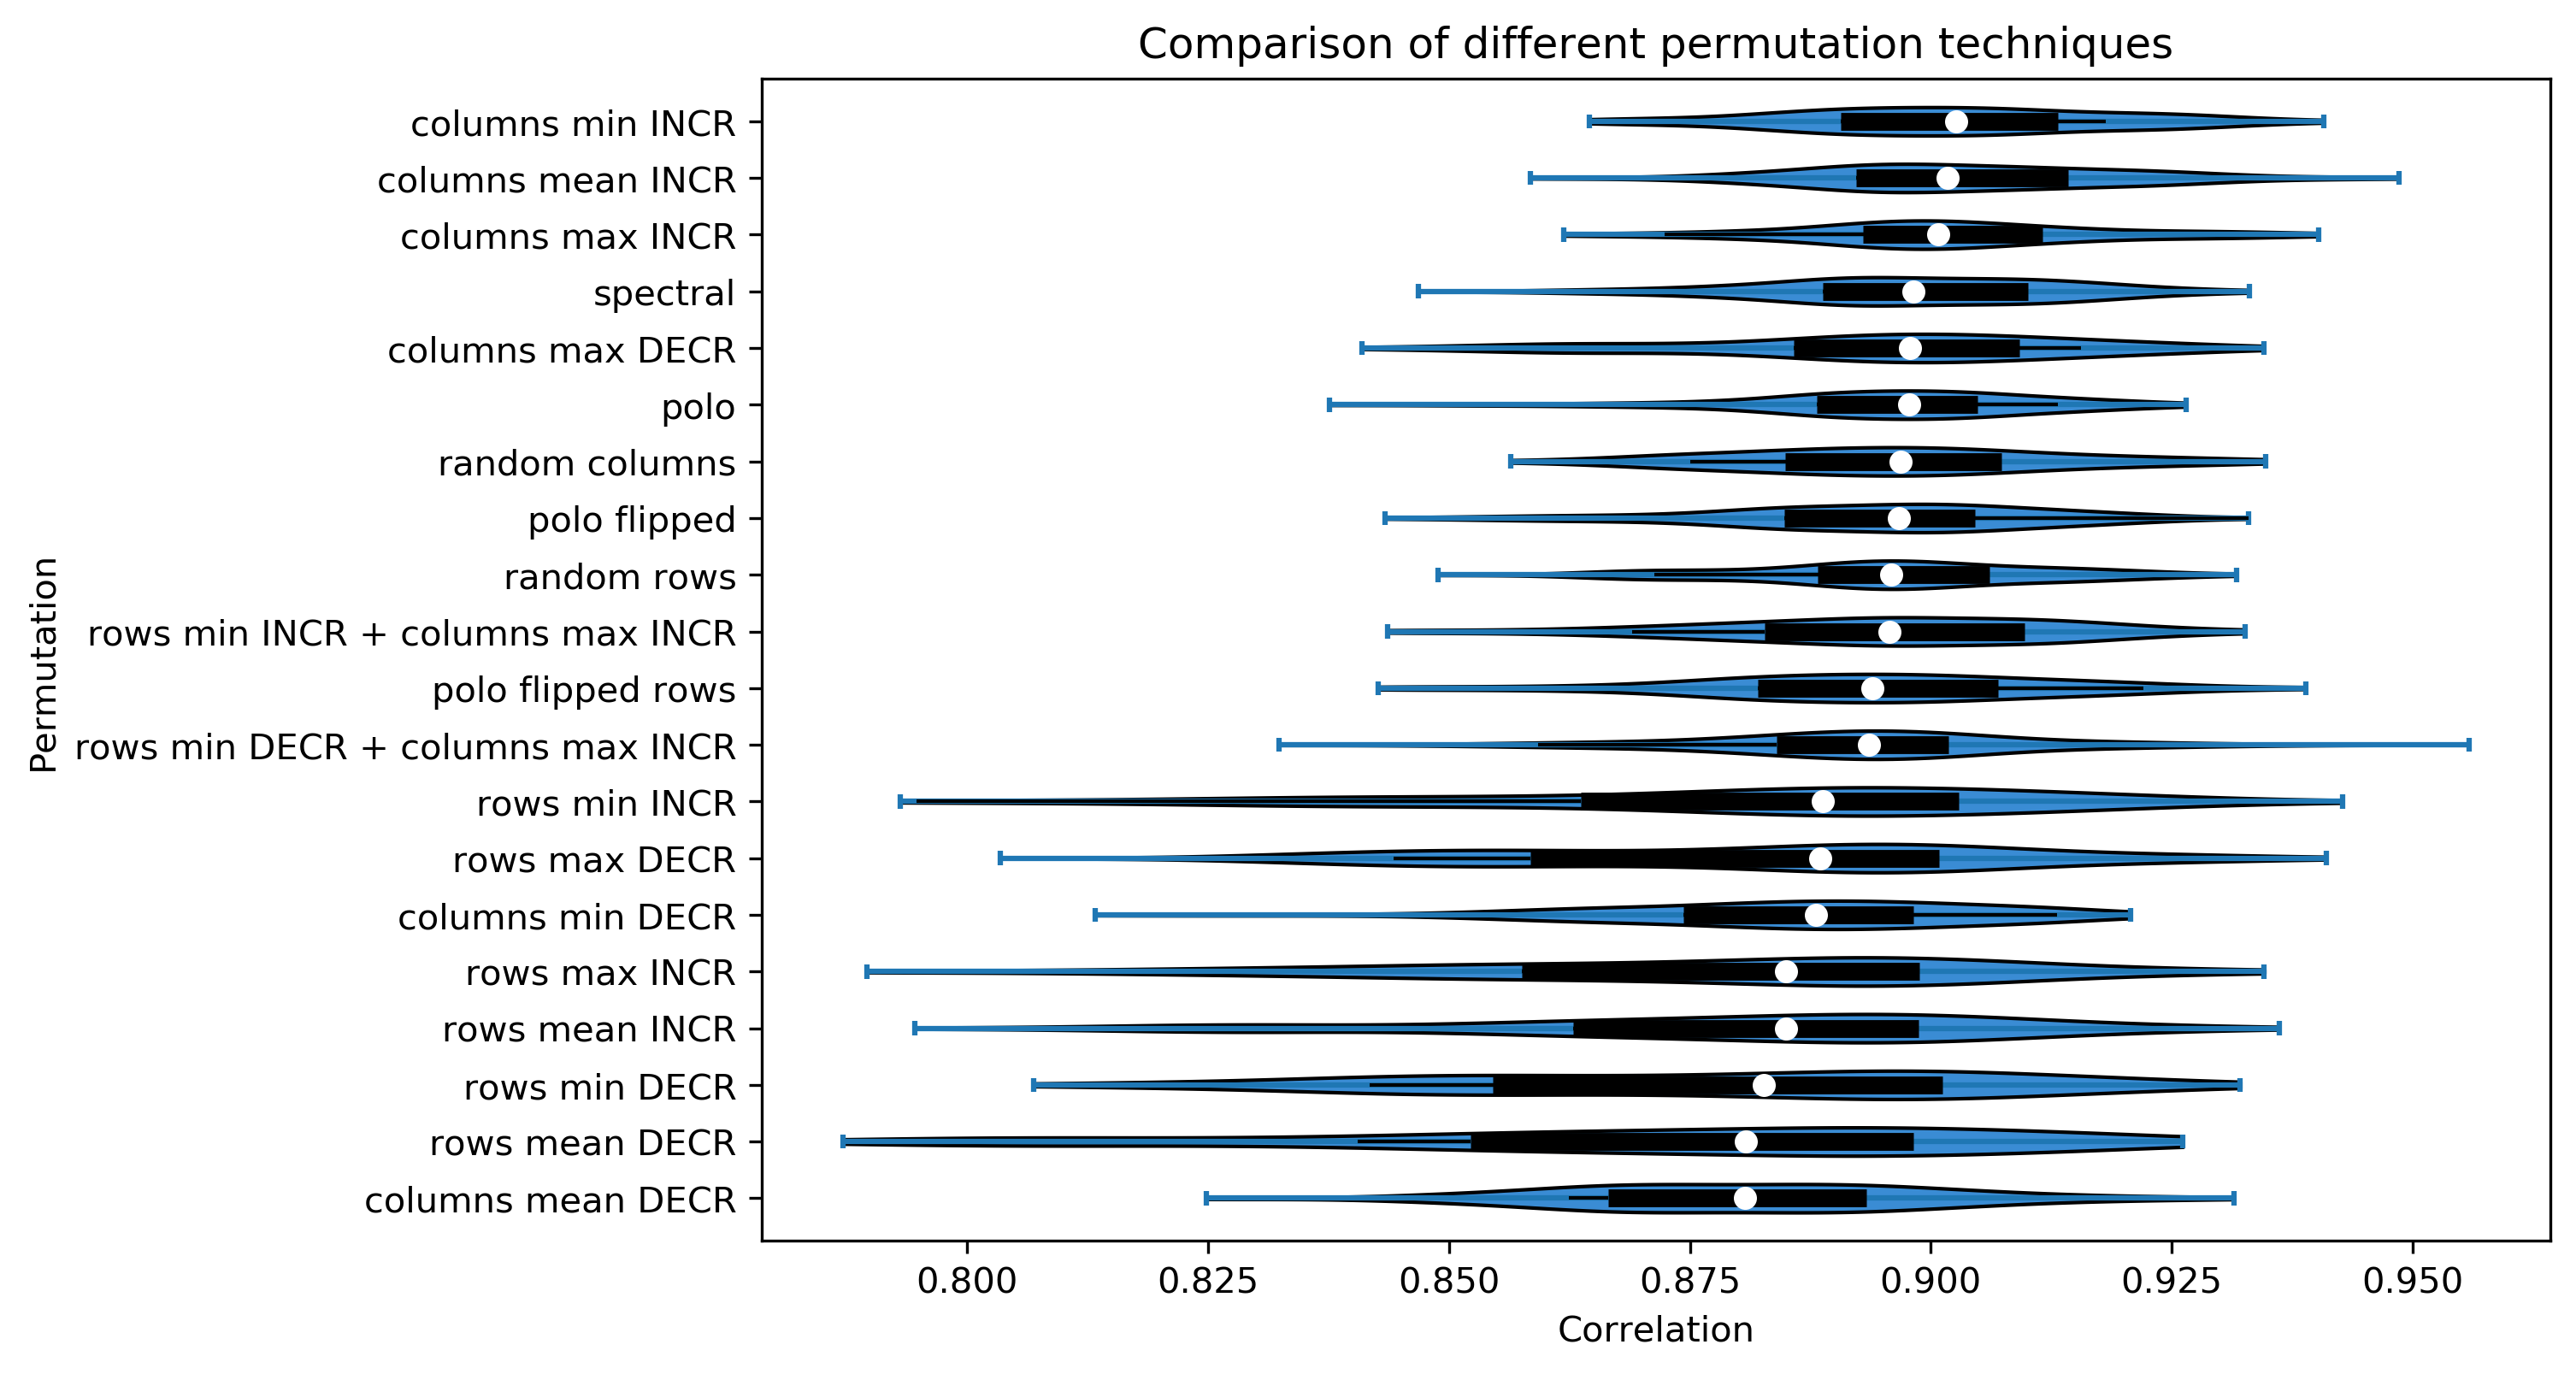 Comparison of different permutation techniques
Permutation
columns min INCR
columns mean INCR
columns max INCR
spectral
columns max DECR
polo
random columns
polo flipped
random rows
rows min INCR + columns max INCR
polo flipped rows
rows min DECR + columns max INCR
rows min INCR
rows max DECR
columns min DECR
rows max INCR
rows mean INCR
rows min DECR
rows mean DECR
columns mean DECR
0.800 0.825 0.850 0.875 0.900 0.925 0.950
Correlation